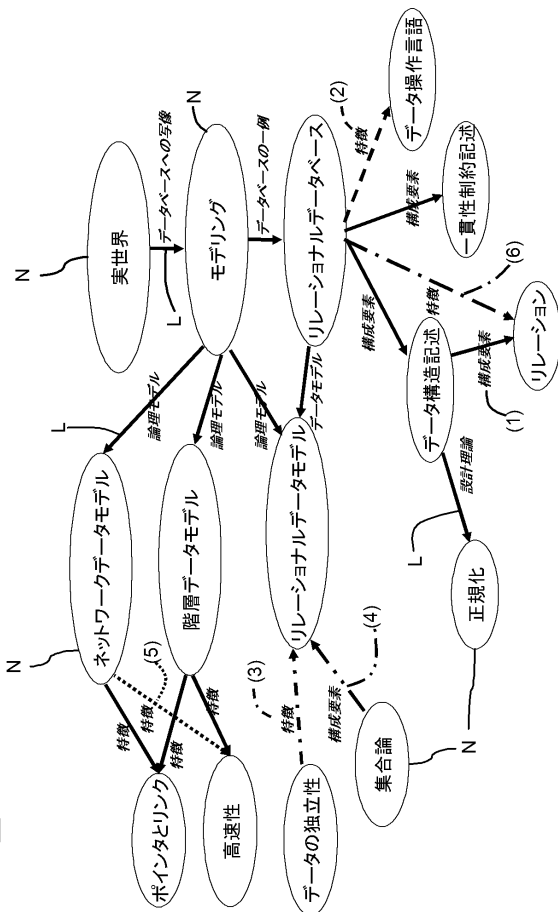 N
実世界
データベースへの写像
L
N
モデリング
データベースの一例
リレーショナルデータベース
(2)
特徴
データ操作言語
構成要素
一貫性制約記述
特徴
(6)
構成要素
データ構造記述
構成要素
(1)
リレーション
設計理論
L
正規化
N
L
論理モデル
論理モデル
論理モデル
データモデル
N
ネットワークデータモデル
階層データモデル
リレーショナルデータモデル
(5)
特徴
特徴
特徴
特徴
ポインタとリンク
高速性
(3)
特徴
データの独立性
(4)
構成要素
集合論